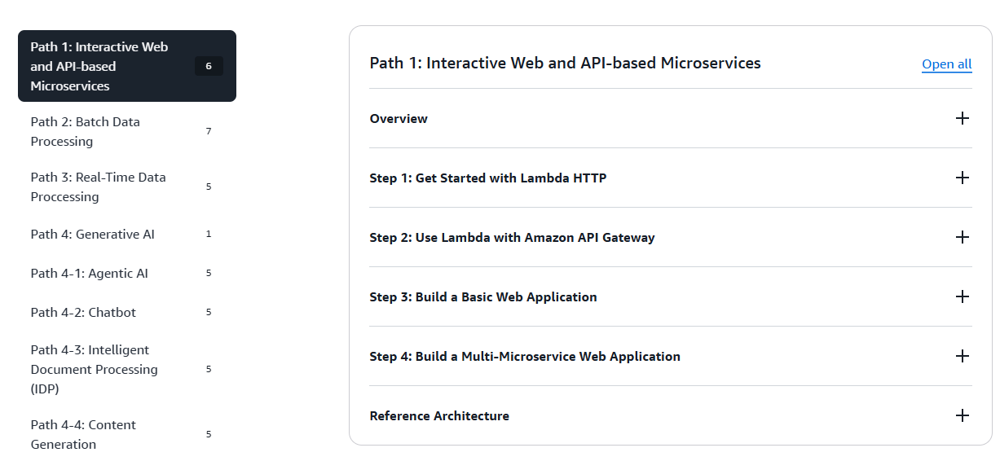 Path 1: Interactive Web
and API-based
Microservices
6
Path 2: Batch Data
Processing
7
Path 3: Real-Time Data
Proccessing
5
Path 4: Generative AI
1
Path 4-1: Agentic AI
5
Path 4-2: Chatbot
5
Path 4-3: Intelligent
Document Processing
(IDP)
5
Path 4-4: Content
Generation
5
Path 1: Interactive Web and API-based Microservices
Open all
Overview
Step 1: Get Started with Lambda HTTP
Step 2: Use Lambda with Amazon API Gateway
Step 3: Build a Basic Web Application
Step 4: Build a Multi-Microservice Web Application
Reference Architecture